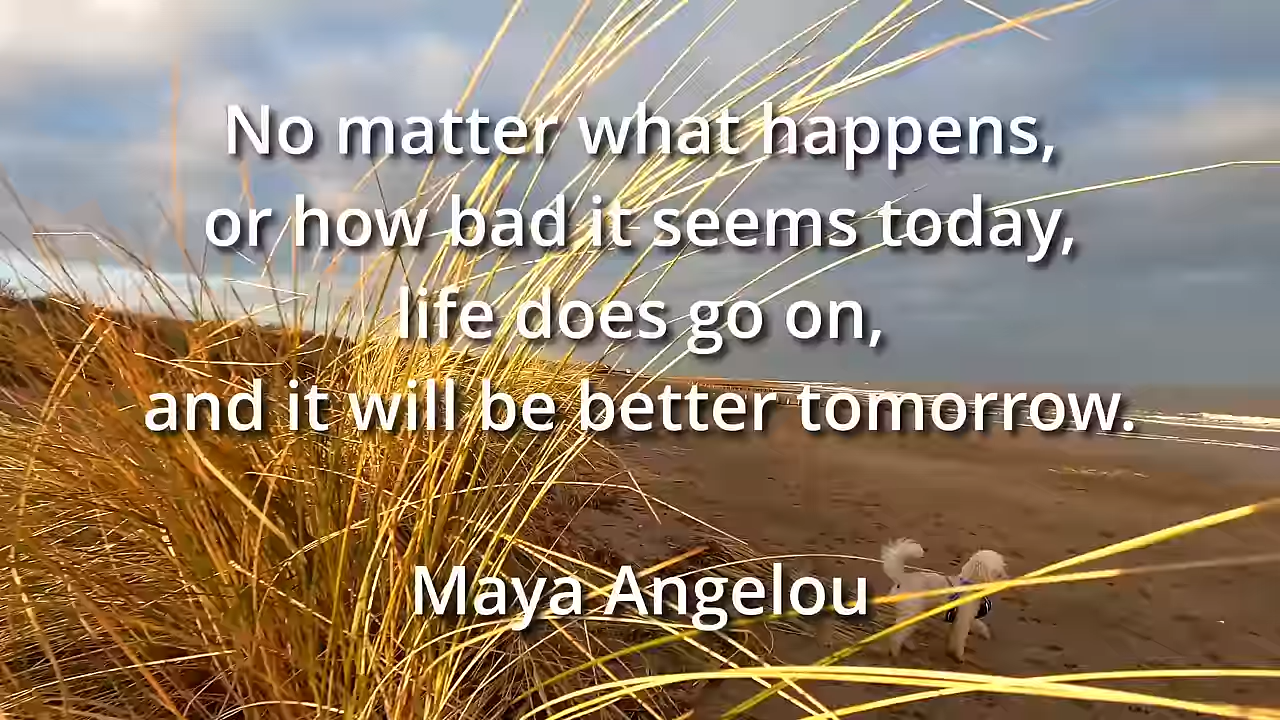 No matter what happens,
or how bad it seems today,
life does go on,
and it will be better tomorrow.
Maya Angelou